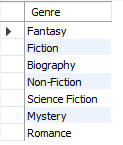 Genre
Fantasy
Fiction
Biography
Non-Fiction
Science Fiction
Mystery
Romance